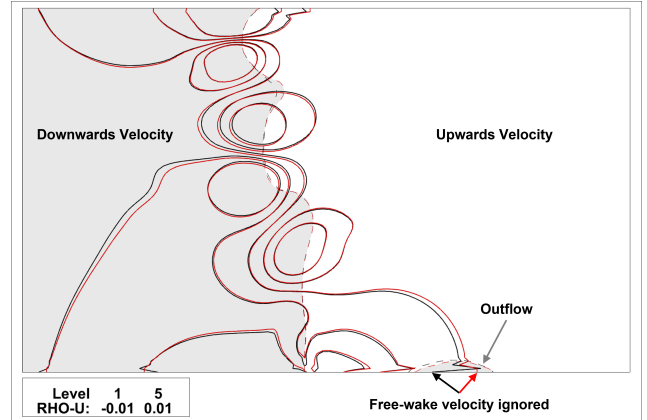 Downwards Velocity
Upwards Velocity
Outflow
Free-wake velocity ignored
Level 1 5
RHO-U: -0.01 0.01